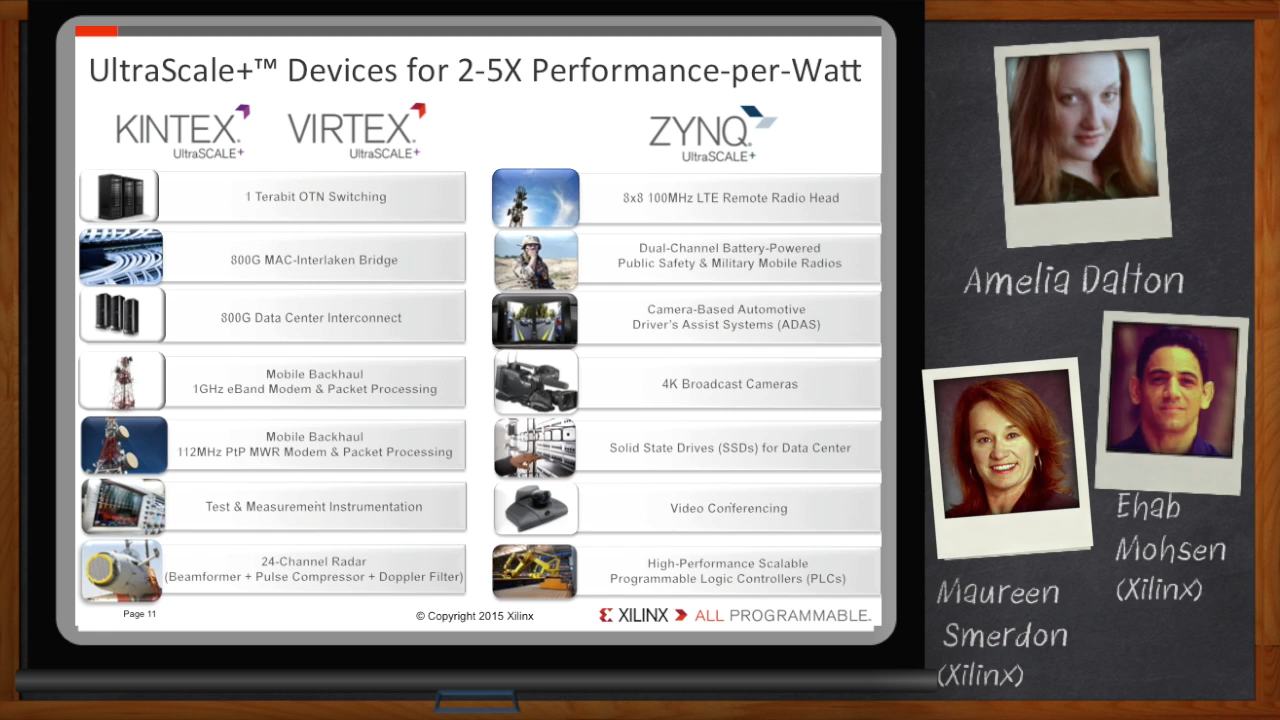 UltraScale+™ Devices for 2-5X Performance-per-Watt
KINTEX.
UltraSCALE+
VIRTEX.
UltraSCALE+
ZYNQ.
UltraSCALE+
1 Terabit OTN Switching
800G MAC-Interlaken Bridge
800G Data Center Interconnect
Mobile Backhaul
1GHz eBand Modem & Packet Processing
Mobile Backhaul
112MHz PtP MWR Modem & Packet Processing
Test & Measurement Instrumentation
24-Channel Radar
(Beamformer + Pulse Compressor + Doppler Filter)
8x8 100MHz LTE Remote Radio Head
Dual-Channel Battery-Powered
Public Safety & Military Mobile Radios
Camera-Based Automotive
Driver's Assist Systems (ADAS)
4K Broadcast Cameras
Solid State Drives (SSDs) for Data Center
Video Conferencing
High-Performance Scalable
Programmable Logic Controllers (PLCs)
Page 11
© Copyright 2015 Xilinx
XILINX
ALL PROGRAMMABLE.
Amelia Dalton
Ehab
Mohsen
(Xilinx)
Maureen
Smerdon
(Xilinx)